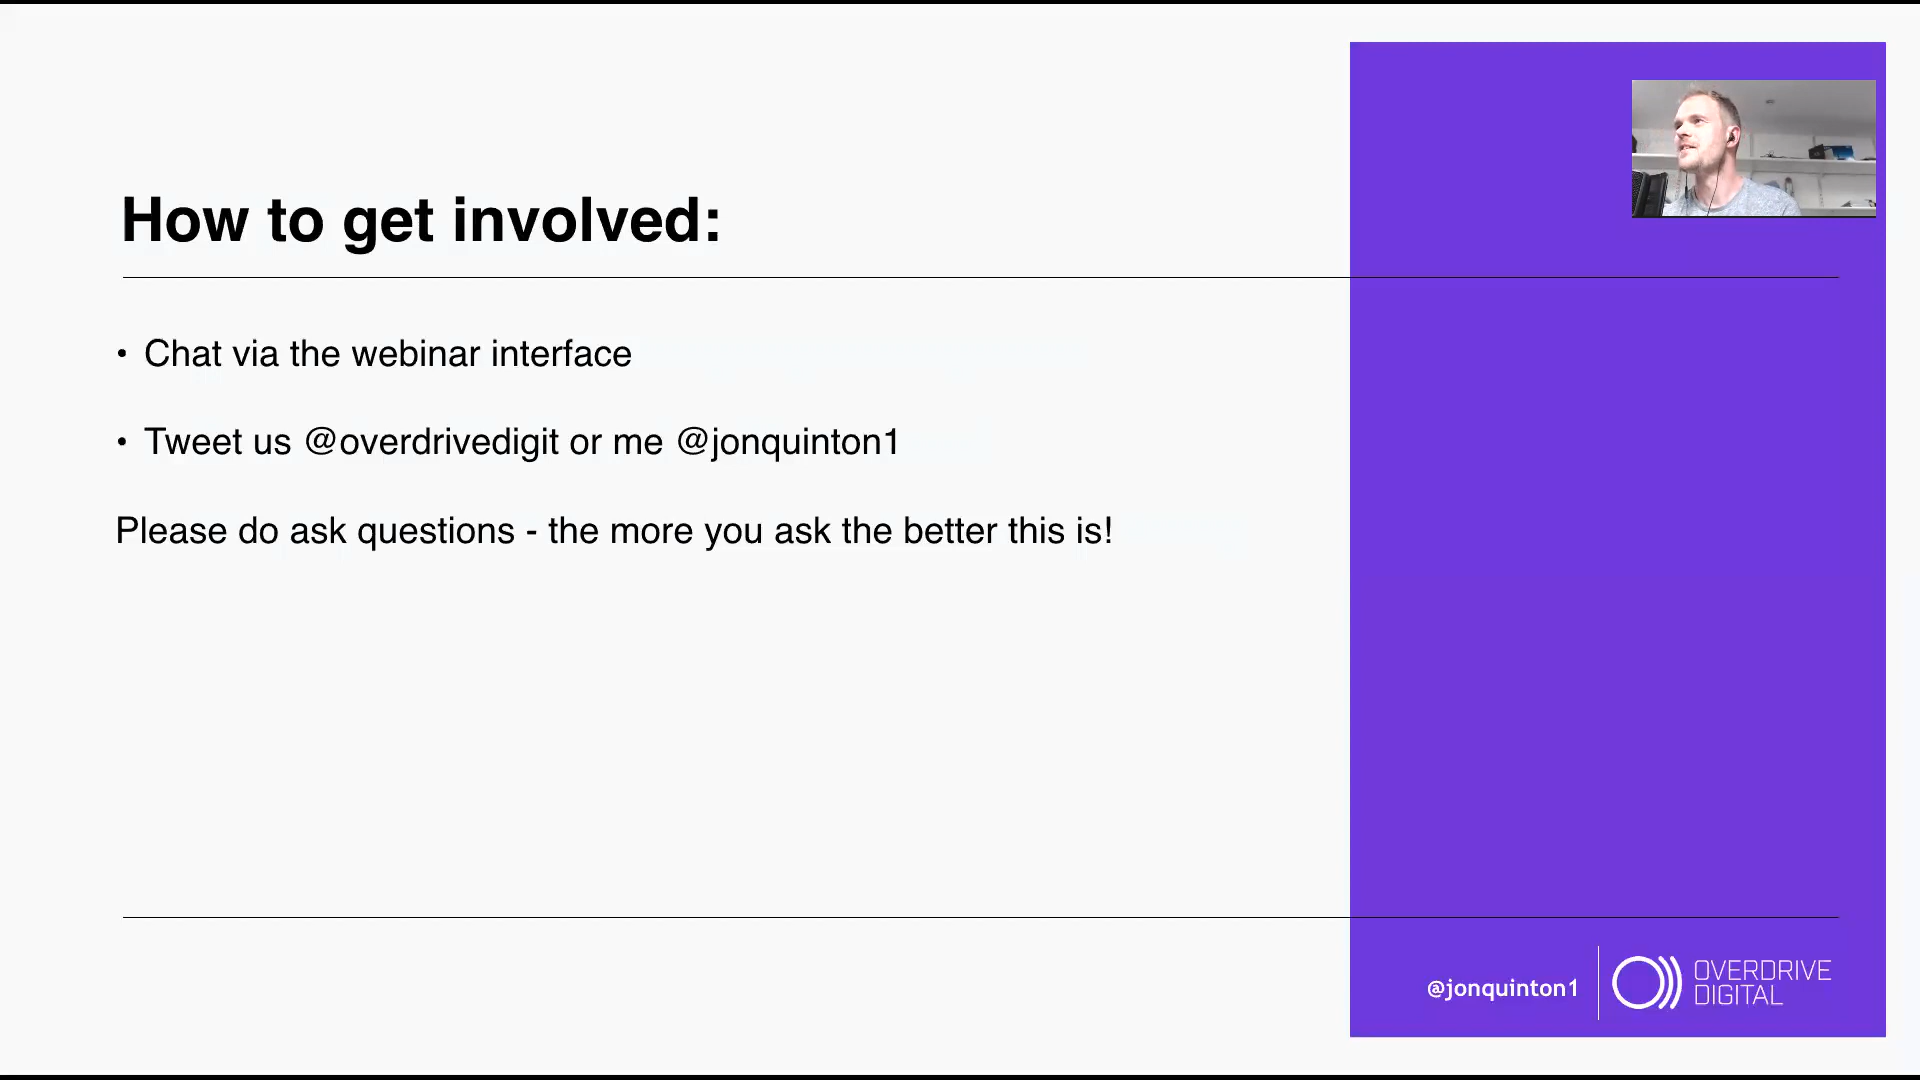 How to get involved:
• Chat via the webinar interface
• Tweet us @overdrivedigit or me @jonquinton1
Please do ask questions - the more you ask the better this is!
@jonquinton1
OVERDRIVE
DIGITAL